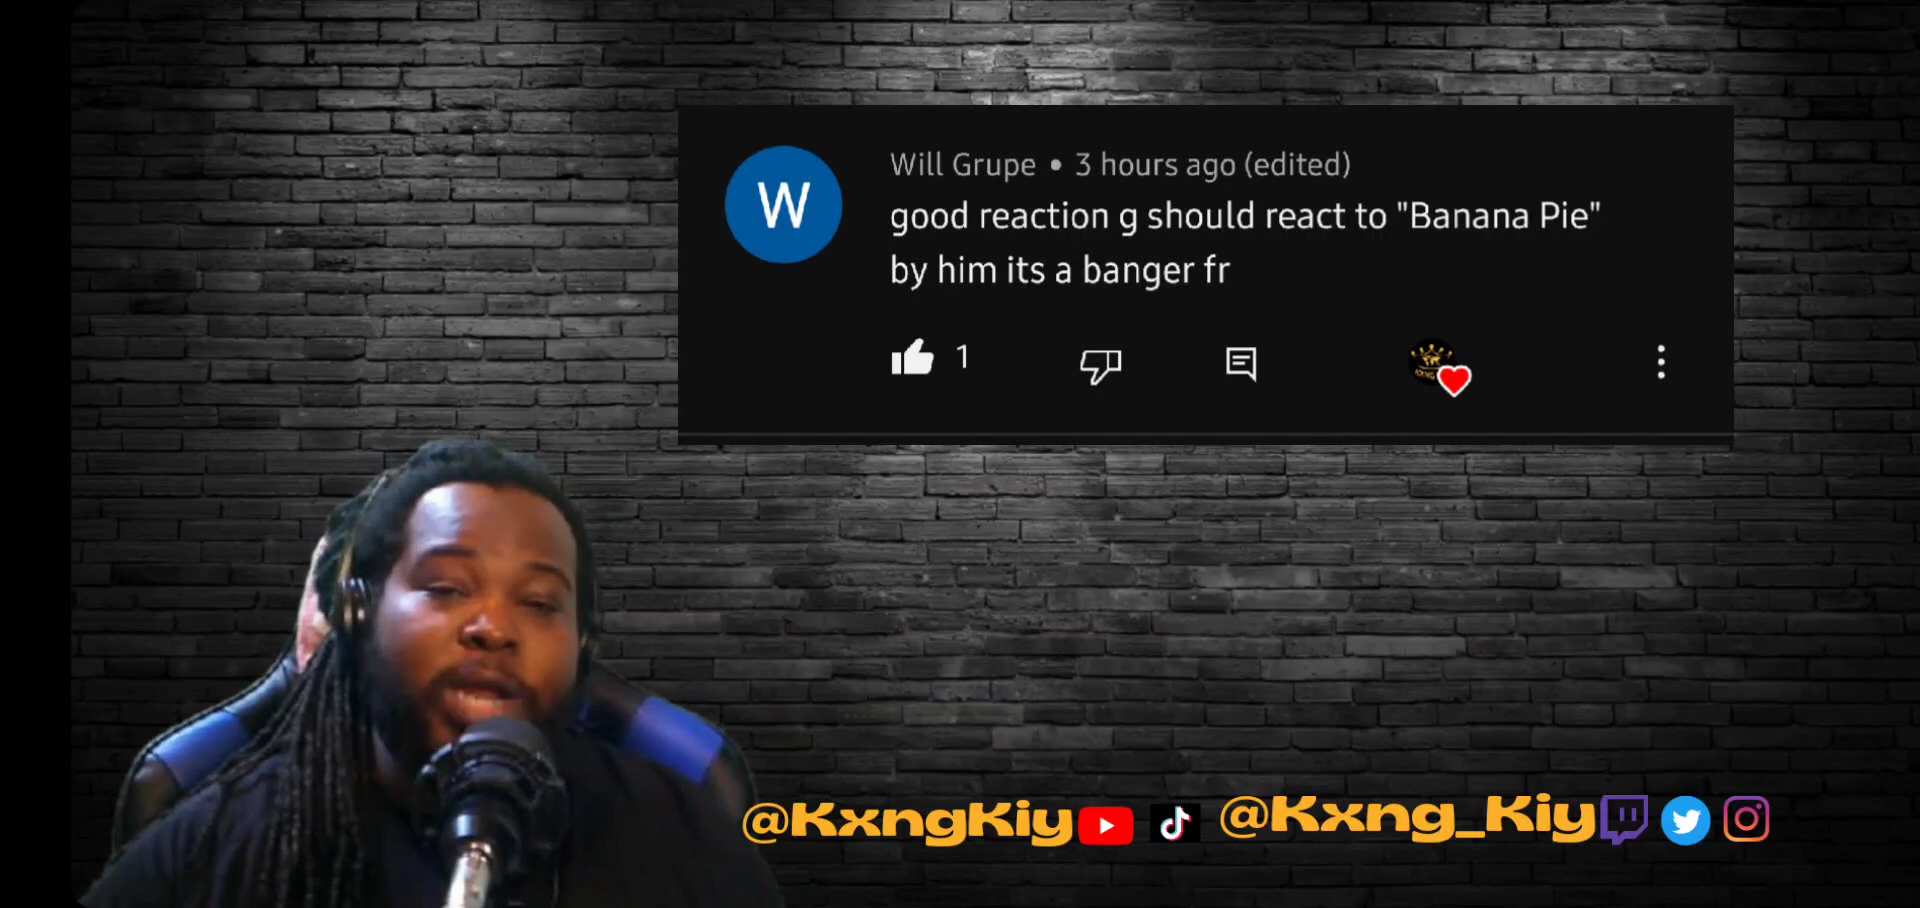 W
Will Grupe • 3 hours ago (edited)
good reaction g should react to "Banana Pie"
by him its a banger fr
1
@KxngKiy
@Kxng_Kiy